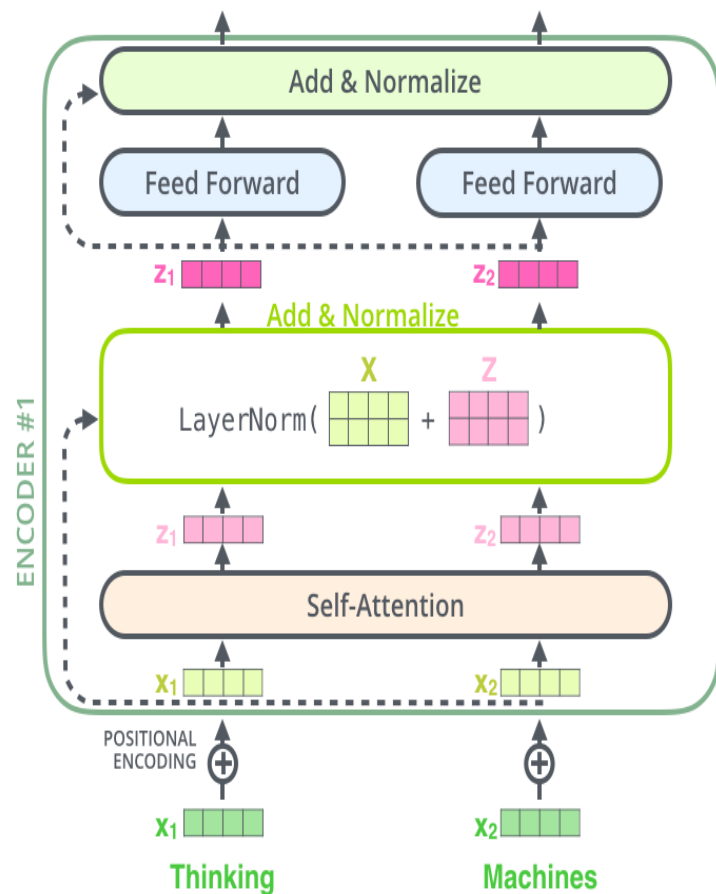 Add & Normalize
Feed Forward Feed Forward
z1 z2
Add & Normalize
X Z
LayerNorm( + )
ENCODER #1
z1 z2
Self-Attention
x1 x2
POSITIONAL
ENCODING
x1 x2
Thinking Machines